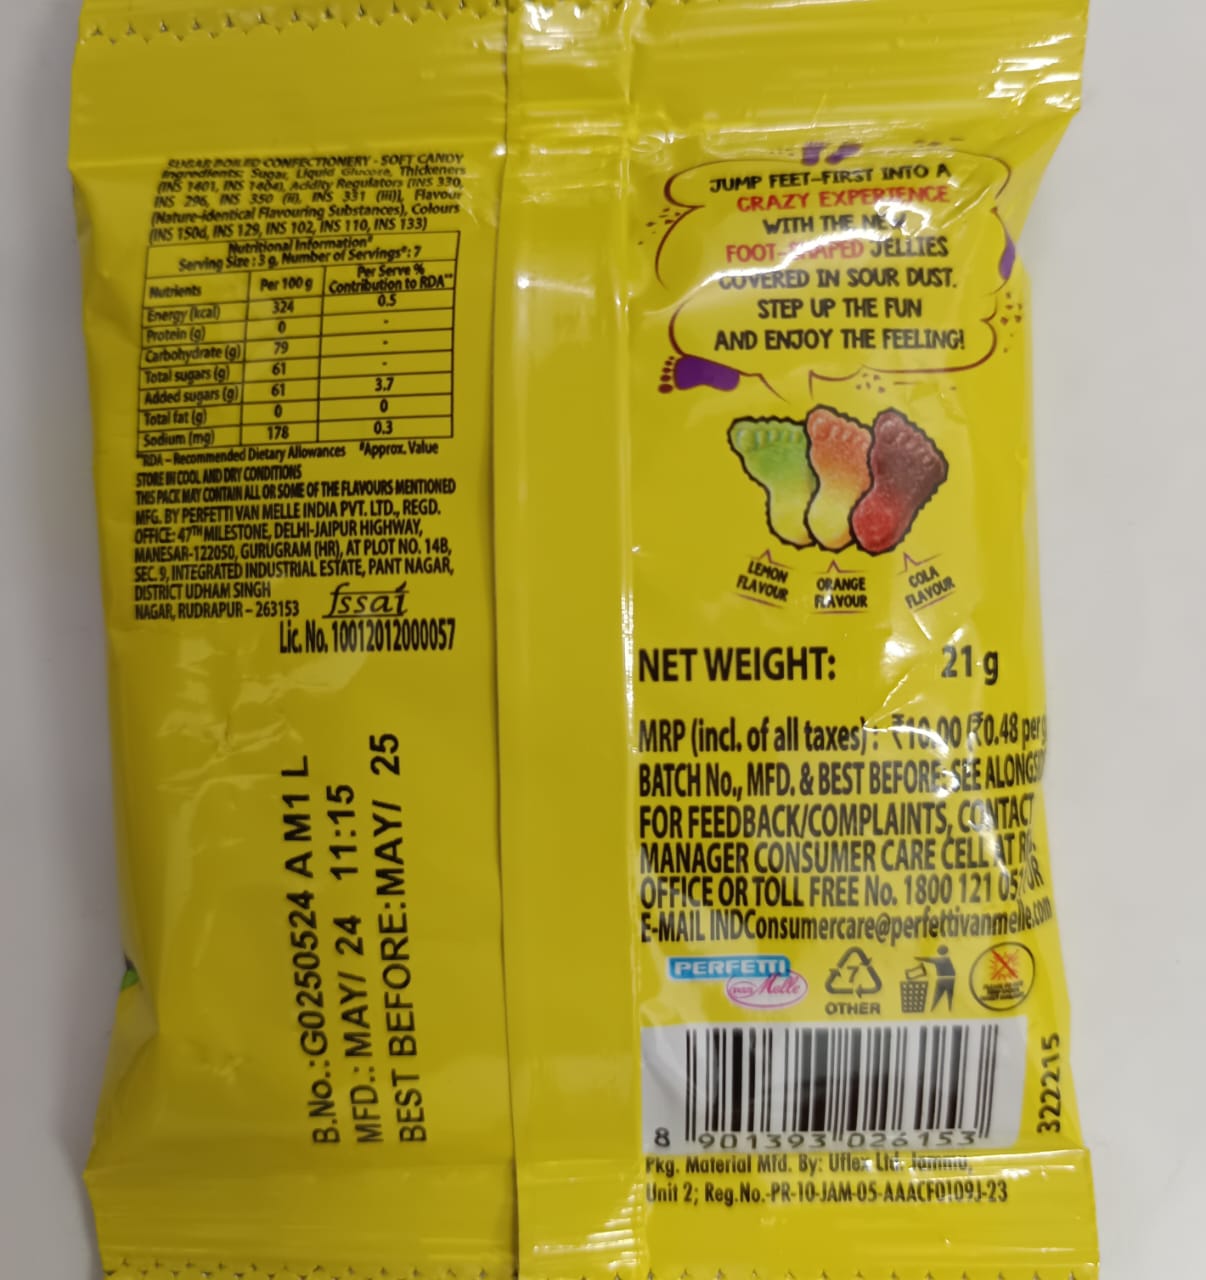 SUGAR BOILED CONFECTIONERY - SOFT CANDY
Ingredients: Sugar, Liquid Glucose, Thickeners
(INS 1401, INS 1404), Acidity Regulators (INS 330,
INS 296, INS 350 (ii), INS 331 (iii)), Flavour
(Nature-identical Flavouring Substances), Colours
(INS 150d, INS 129, INS 102, INS 110, INS 133)
Nutritional Information#
Serving Size : 3 g, Number of Servings#: 7
Nutrients Per 100 g Per Serve % Contribution to RDA**
Energy (kcal) 324 0.5
Protein (g) 0 -
Carbohydrate (g) 79 -
Total sugars (g) 61 -
Added sugars (g) 61 3.7
Total fat (g) 0 0
Sodium (mg) 178 0.3
**RDA – Recommended Dietary Allowances #Approx. Value
STORE IN COOL AND DRY CONDITIONS
THIS PACK MAY CONTAIN ALL OR SOME OF THE FLAVOURS MENTIONED
MFG. BY PERFETTI VAN MELLE INDIA PVT. LTD., REGD.
OFFICE: 47TH MILESTONE, DELHI-JAIPUR HIGHWAY,
MANESAR-122050, GURUGRAM (HR), AT PLOT NO. 14B,
SEC. 9, INTEGRATED INDUSTRIAL ESTATE, PANT NAGAR,
DISTRICT UDHAM SINGH
NAGAR, RUDRAPUR – 263153
fssai
Lic. No. 10012012000057
B.No.:G0250524 A M1 L
MFD.: MAY/ 24 11:15
BEST BEFORE:MAY/ 25
JUMP FEET-FIRST INTO A
CRAZY EXPERIENCE
WITH THE NEW
FOOT-SHAPED JELLIES
COVERED IN SOUR DUST.
STEP UP THE FUN
AND ENJOY THE FEELING!
LEMON FLAVOUR
ORANGE FLAVOUR
COLA FLAVOUR
NET WEIGHT: 21 g
MRP (incl. of all taxes) : ₹10.00 (₹0.48 per g
BATCH No., MFD. & BEST BEFORE: SEE ALONGSIDE
FOR FEEDBACK/COMPLAINTS, CONTACT
MANAGER CONSUMER CARE CELL AT
OFFICE OR TOLL FREE No. 1800 121 OR
E-MAIL INDConsumercare@perfettivanmelle.com
PERFETTI
van Melle
7
OTHER
8 901393 026153
322215
Pkg. Material Mfd. By: Uflex Ltd. Jammu,
Unit 2; Reg.No.-PR-10-JAM-05-AAACF0109J-23